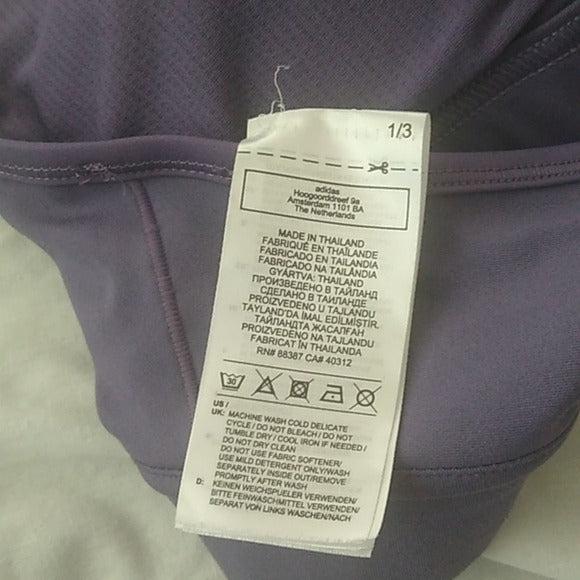 1/3
adidas
Hoogoorddreef 9a
Amsterdam 1101 BA
The Netherlands
MADE IN THAILAND
FABRIQUÉ EN THAÏLANDE
FABRICADO EN TAILANDIA
FABRICADO NA TAILÂNDIA
GYÁRTVA: THAILAND
ПРОИЗВЕДЕНО В ТАЙЛАНД
СДЕЛАНО В ТАИЛАНДЕ
PROIZVEDENO U TAJLANDU
TAYLAND'DA IMAL EDİLMİŞTİR.
ТАЙЛАНДТА ЖАСАЛҒАН
PROIZVEDENO NA TAJLANDU
FABRICAT ÎN THAILANDA
RN# 88387 CA# 40312
30
US /
UK: MACHINE WASH COLD DELICATE
CYCLE / DO NOT BLEACH / DO NOT
TUMBLE DRY / COOL IRON IF NEEDED /
DO NOT DRY CLEAN
DO NOT USE FABRIC SOFTENER/
USE MILD DETERGENT ONLY/WASH
SEPARATELY INSIDE OUT/REMOVE
PROMPTLY AFTER WASH
D: KEINEN WEICHSPUELER VERWENDEN/
BITTE FEINWASCHMITTEL VERWENDEN/
SEPARAT VON LINKS WASCHEN/NACH